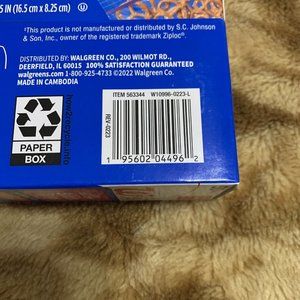 5 IN (16.5 cm x 8.25 cm) U
¹This product is not manufactured or distributed by S.C. Johnson
& Son, Inc., owner of the registered trademark Ziploc®.
DISTRIBUTED BY: WALGREEN CO., 200 WILMOT RD.,
DEERFIELD, IL 60015 100% SATISFACTION GUARANTEED
walgreens.com 1-800-925-4733 ©2022 Walgreen Co.
MADE IN CAMBODIA
how2recycle.info
PAPER
BOX
ITEM 563344 W10996-0223-L
REV-0223
1 95602 04496 2